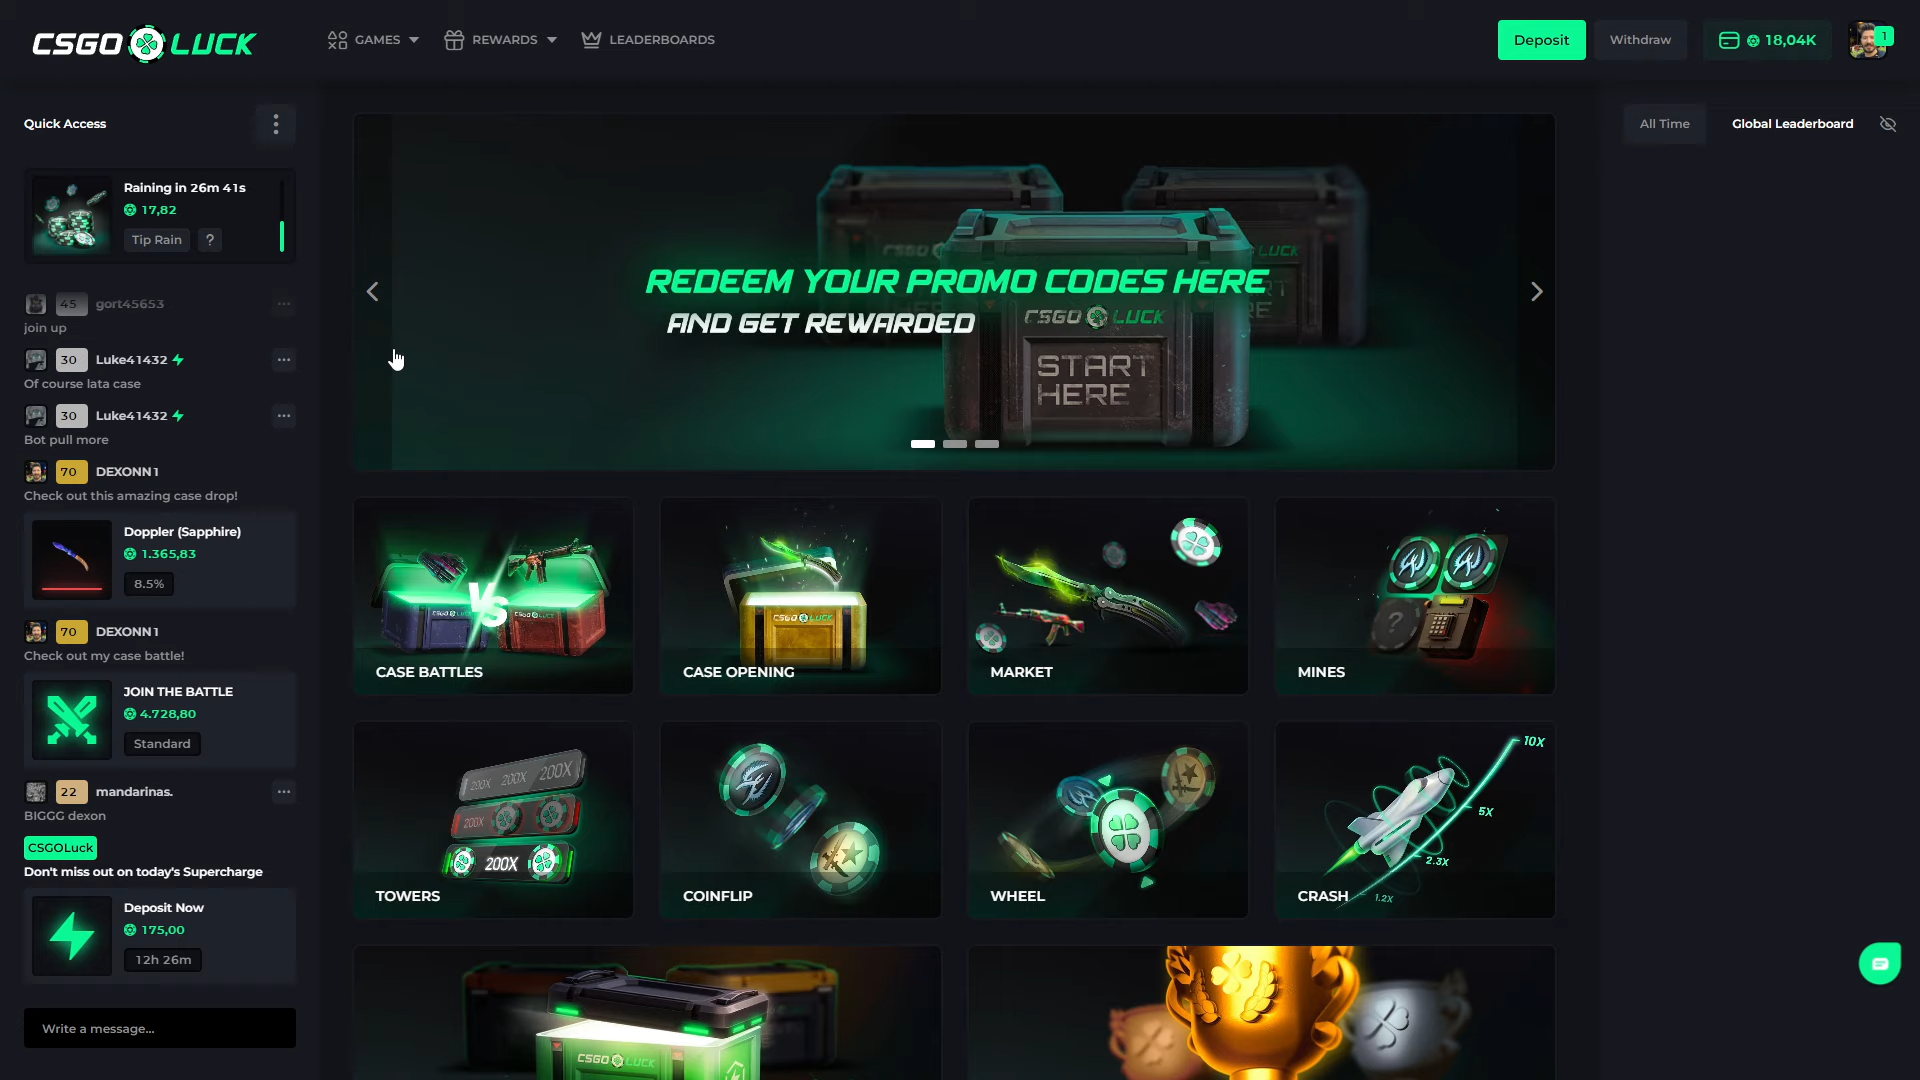 CSGO LUCK
GAMES
REWARDS
LEADERBOARDS
Deposit
Withdraw
18,04K
1
Quick Access
Raining in 26m 41s
17,82
Tip Rain
?
45 gort45653
join up
30 Luke41432
Of course lata case
30 Luke41432
Bot pull more
70 DEXONN1
Check out this amazing case drop!
Doppler (Sapphire)
1.365,83
8.5%
70 DEXONN1
Check out my case battle!
JOIN THE BATTLE
4.728,80
Standard
22 mandarinas.
BIGGG dexon
CSGOLuck
Don't miss out on today's Supercharge
Deposit Now
175,00
12h 26m
Write a message...
REDEEM YOUR PROMO CODES HERE
AND GET REWARDED
CSGO LUCK
START
HERE
VS
CASE BATTLES
CSGO LUCK
CASE OPENING
MARKET
?
MINES
200X 200X 200X
200X
200X
TOWERS
COINFLIP
WHEEL
10X
5X
2.3X
1.2X
CRASH
CSGO LUCK
All Time
Global Leaderboard